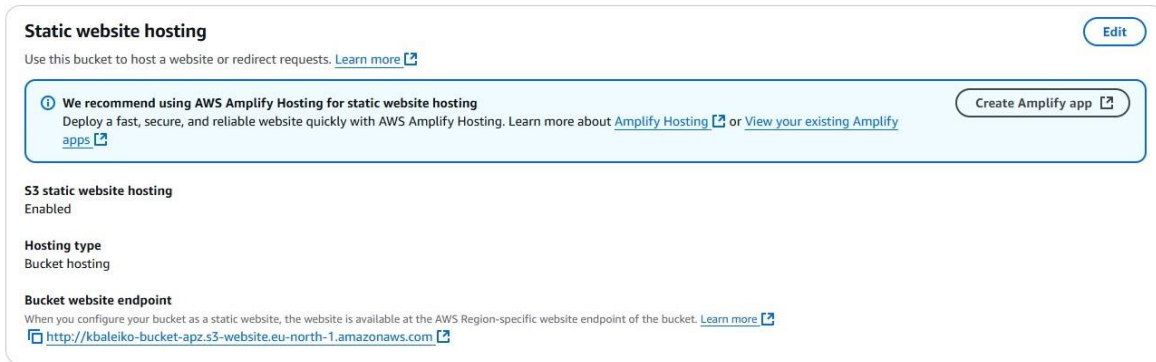 Static website hosting
Edit
Use this bucket to host a website or redirect requests. Learn more
We recommend using AWS Amplify Hosting for static website hosting
Create Amplify app
Deploy a fast, secure, and reliable website quickly with AWS Amplify Hosting. Learn more about Amplify Hosting or View your existing Amplify
apps
S3 static website hosting
Enabled
Hosting type
Bucket hosting
Bucket website endpoint
When you configure your bucket as a static website, the website is available at the AWS Region-specific website endpoint of the bucket. Learn more
http://kbaleiko-bucket-apz.s3-website.eu-north-1.amazonaws.com